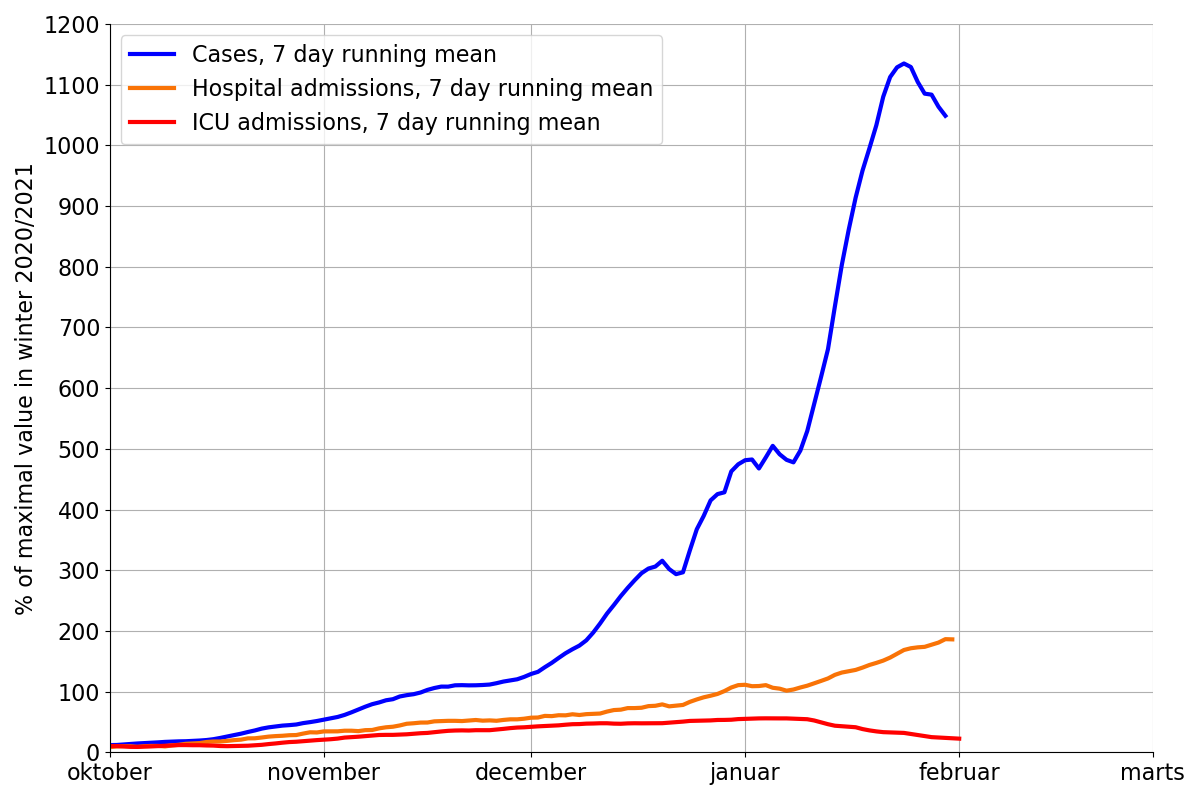 1200
1100
1000
900
800
700
600
500
400
300
200
100
0
% of maximal value in winter 2020/2021
Cases, 7 day running mean
Hospital admissions, 7 day running mean
ICU admissions, 7 day running mean
oktober november december januar februar marts